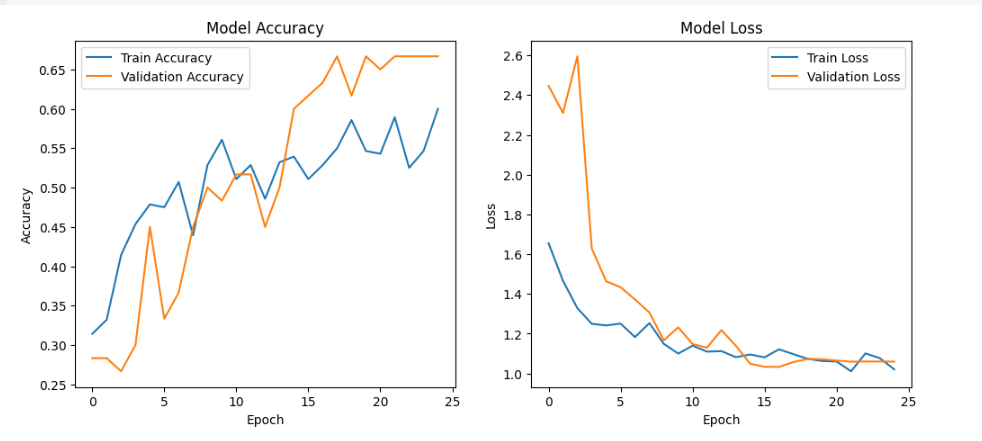 Model Accuracy
Train Accuracy
Validation Accuracy
Accuracy
0.65
0.60
0.55
0.50
0.45
0.40
0.35
0.30
0.25
0 5 10 15 20 25
Epoch
Model Loss
Train Loss
Validation Loss
Loss
2.6
2.4
2.2
2.0
1.8
1.6
1.4
1.2
1.0
0 5 10 15 20 25
Epoch